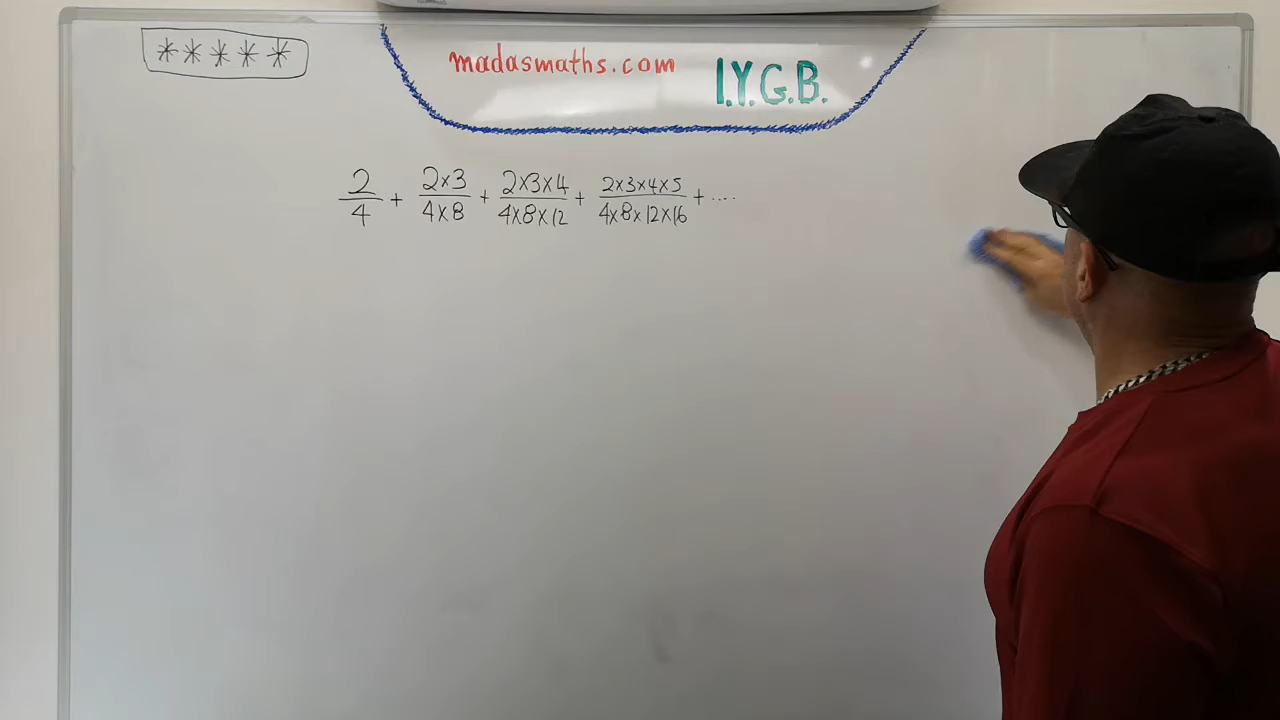 *****
madasmaths.com I.Y.G.B.
2/4 + 2×3/4×8 + 2×3×4/4×8×12 + 2×3×4×5/4×8×12×16 + ....